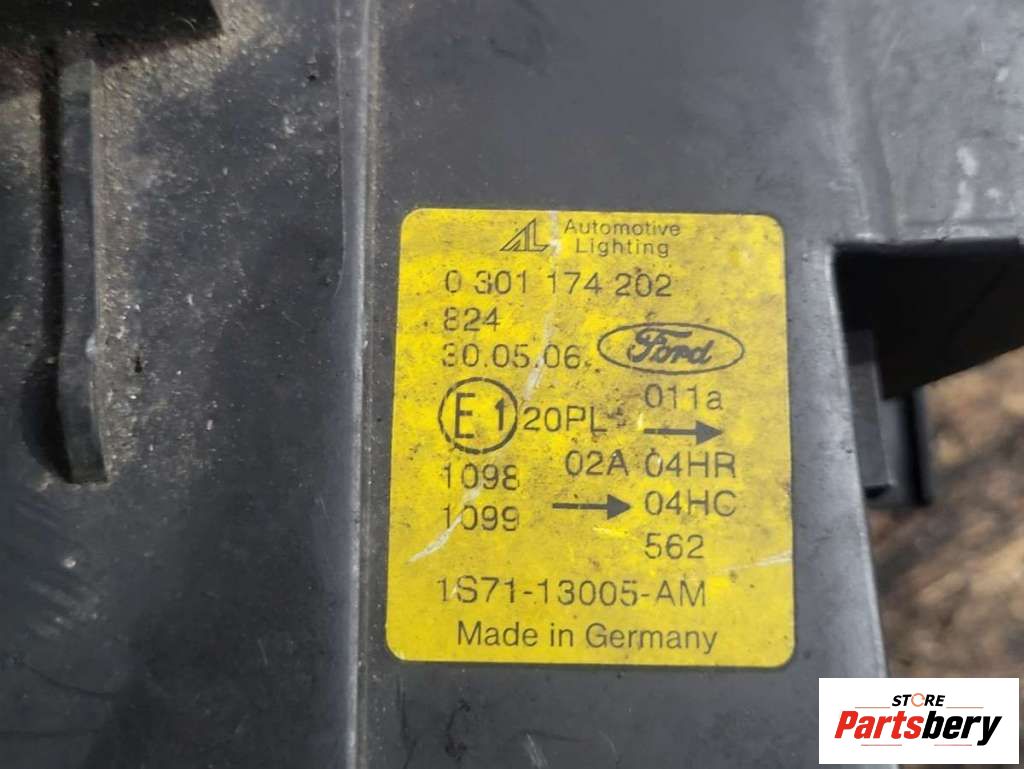 AL Automotive
Lighting
0 301 174 202
824
30.05.06 Ford
E1 20PL 011a
1098 02A 04HR
1099 04HC
562
1S71-13005-AM
Made in Germany
STORE
Partsbery